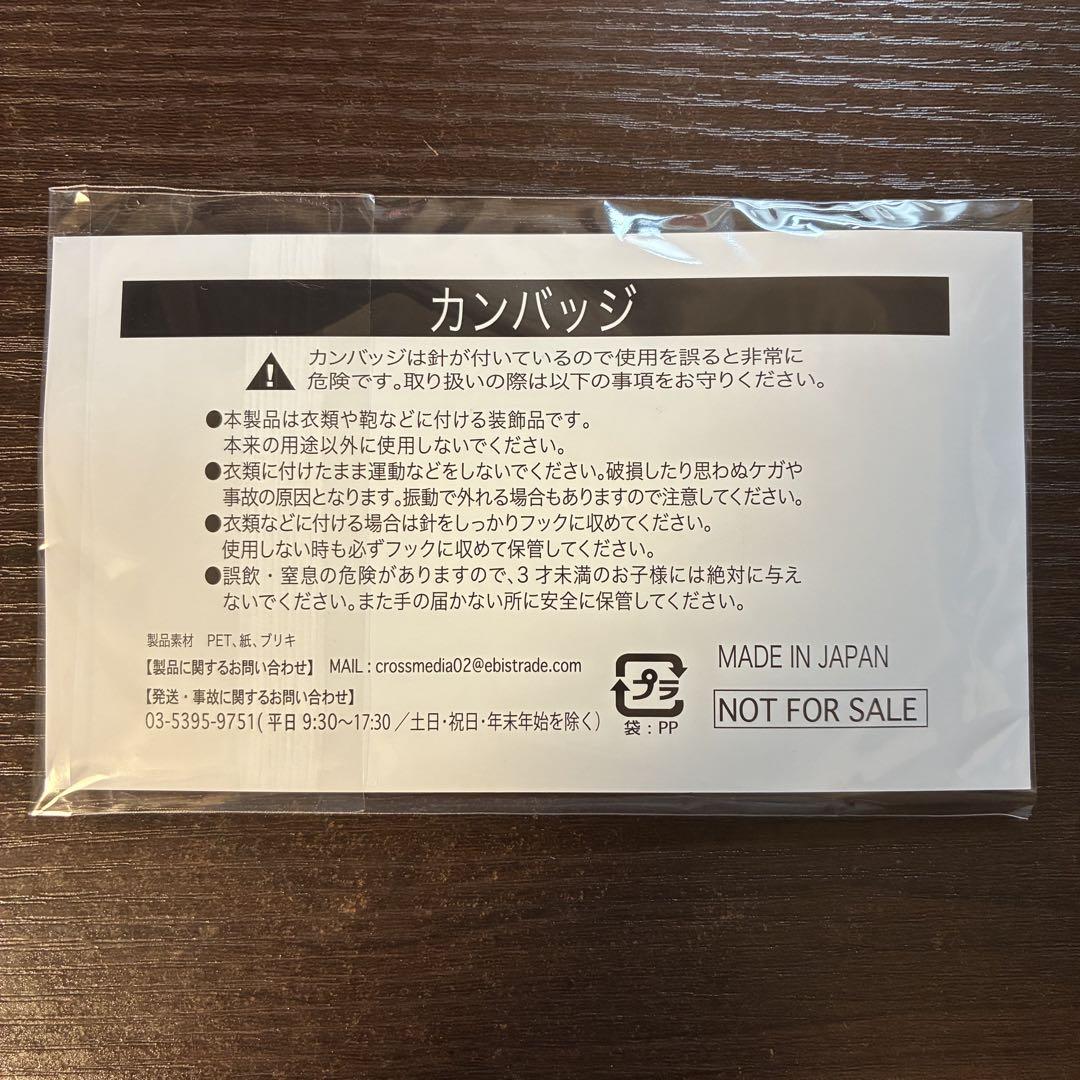 カンバッジ
カンバッジは針が付いているので使用を誤ると非常に
危険です。取り扱いの際は以下の事項をお守りください。
●本製品は衣類や鞄などに付ける装飾品です。
本来の用途以外に使用しないでください。
●衣類に付けたまま運動などをしないでください。破損したり思わぬケガや
事故の原因となります。振動で外れる場合もありますので注意してください。
●衣類などに付ける場合は針をしっかりフックに収めてください。
使用しない時も必ずフックに収めて保管してください。
●誤飲・窒息の危険がありますので、3才未満のお子様には絶対に与え
ないでください。また手の届かない所に安全に保管してください。
製品素材 PET、紙、ブリキ
【製品に関するお問い合わせ】 MAIL : crossmedia02@ebistrade.com
【発送・事故に関するお問い合わせ】
03-5395-9751( 平日 9:30〜17:30 ／土日・祝日・年末年始を除く)
プラ
袋 : PP
MADE IN JAPAN
NOT FOR SALE